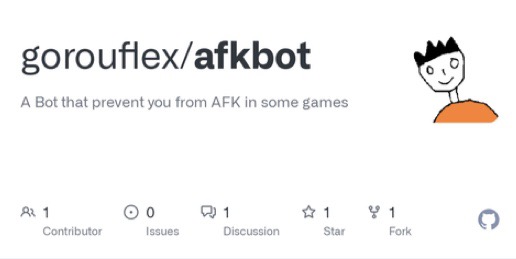 gorouflex/afkbot
A Bot that prevent you from AFK in some games
1 0 1 1 1
Contributor Issues Discussion Star Fork